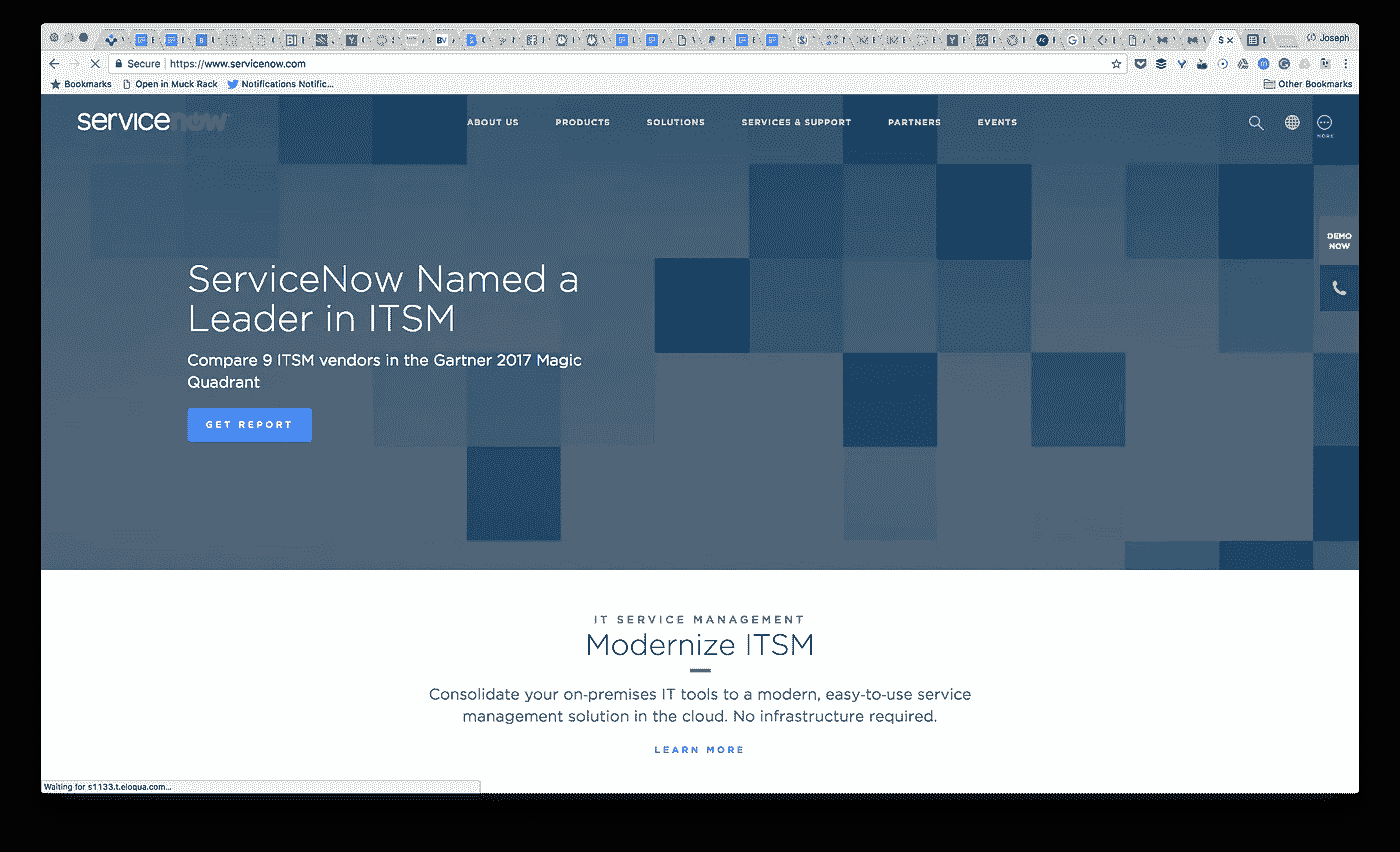 Joseph
Secure | https://www.servicenow.com
Bookmarks Open in Muck Rack Notifications Notific... Other Bookmarks
servicenow ABOUT US PRODUCTS SOLUTIONS SERVICES & SUPPORT PARTNERS EVENTS
MORE
DEMO
NOW
ServiceNow Named a
Leader in ITSM
Compare 9 ITSM vendors in the Gartner 2017 Magic
Quadrant
GET REPORT
IT SERVICE MANAGEMENT
Modernize ITSM
Consolidate your on-premises IT tools to a modern, easy-to-use service
management solution in the cloud. No infrastructure required.
LEARN MORE
Waiting for s1133.t.eloqua.com...